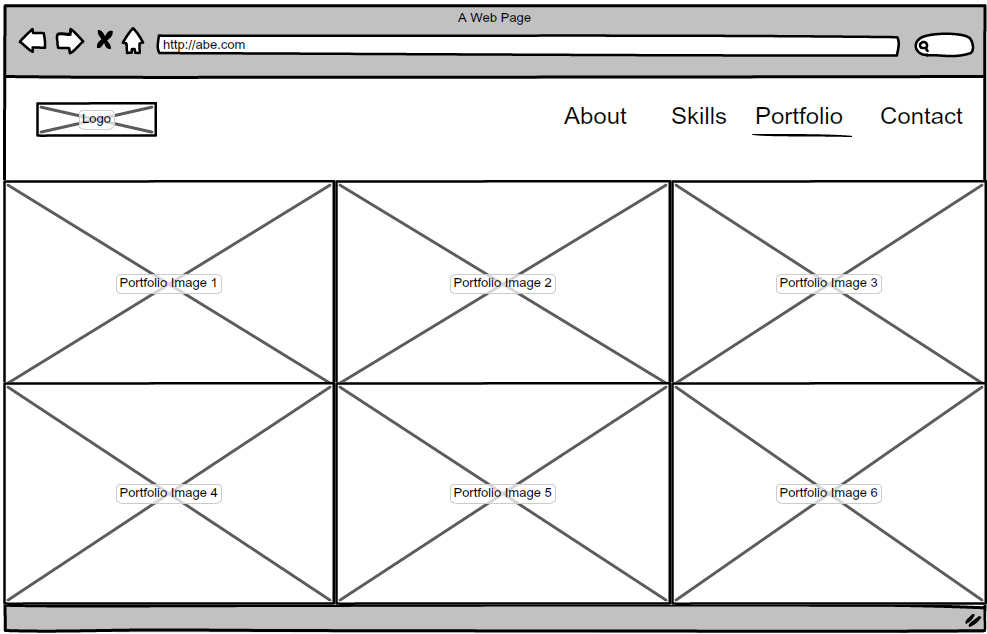 A Web Page
http://abe.com
Logo
About Skills Portfolio Contact
Portfolio Image 1 Portfolio Image 2 Portfolio Image 3
Portfolio Image 4 Portfolio Image 5 Portfolio Image 6